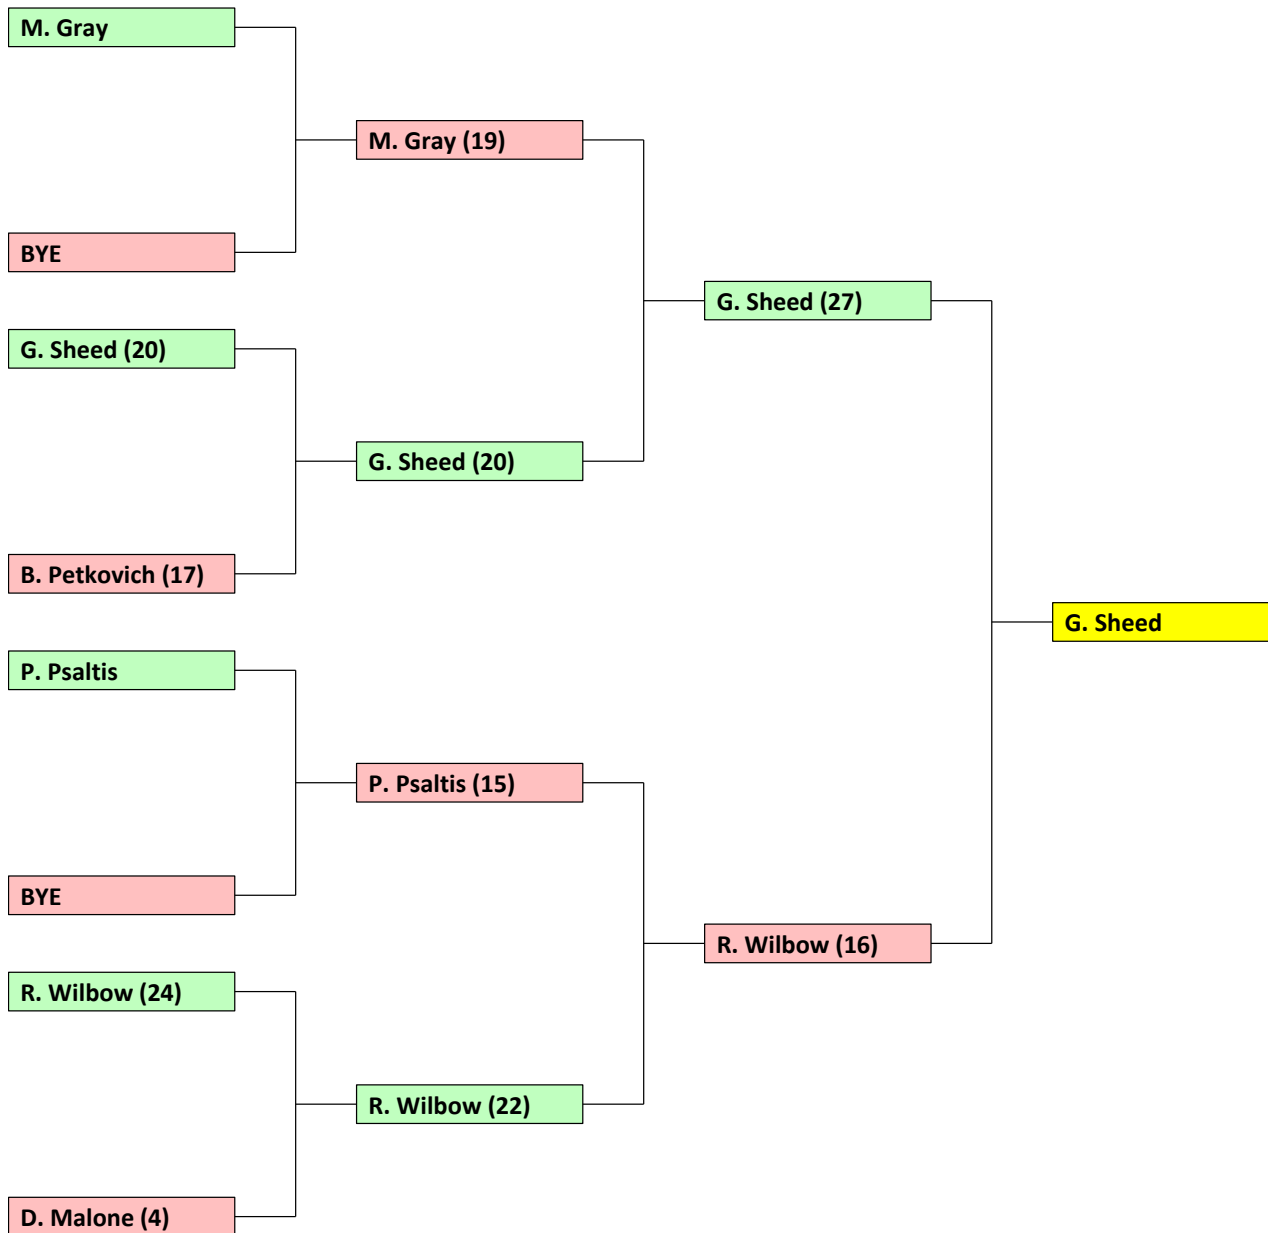 M. Gray
M. Gray (19)
BYE
G. Sheed (27)
G. Sheed (20)
G. Sheed (20)
B. Petkovich (17)
G. Sheed
P. Psaltis
P. Psaltis (15)
BYE
R. Wilbow (16)
R. Wilbow (24)
R. Wilbow (22)
D. Malone (4)